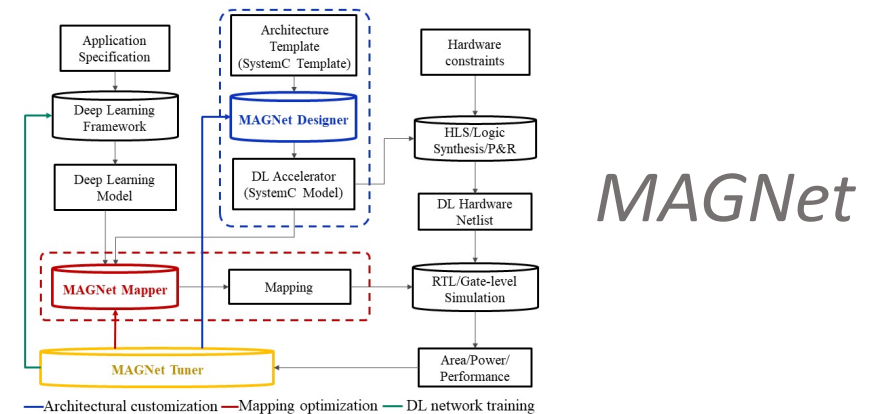 Application
Specification
Architecture
Template
(SystemC Template)
Hardware
constraints
Deep Learning
Framework
MAGNet Designer
HLS/Logic
Synthesis/P&R
Deep Learning
Model
DL Accelerator
(SystemC Model)
DL Hardware
Netlist
MAGNet
MAGNet Mapper
Mapping
RTL/Gate-level
Simulation
MAGNet Tuner
Area/Power/
Performance
Architectural customization
Mapping optimization
DL network training